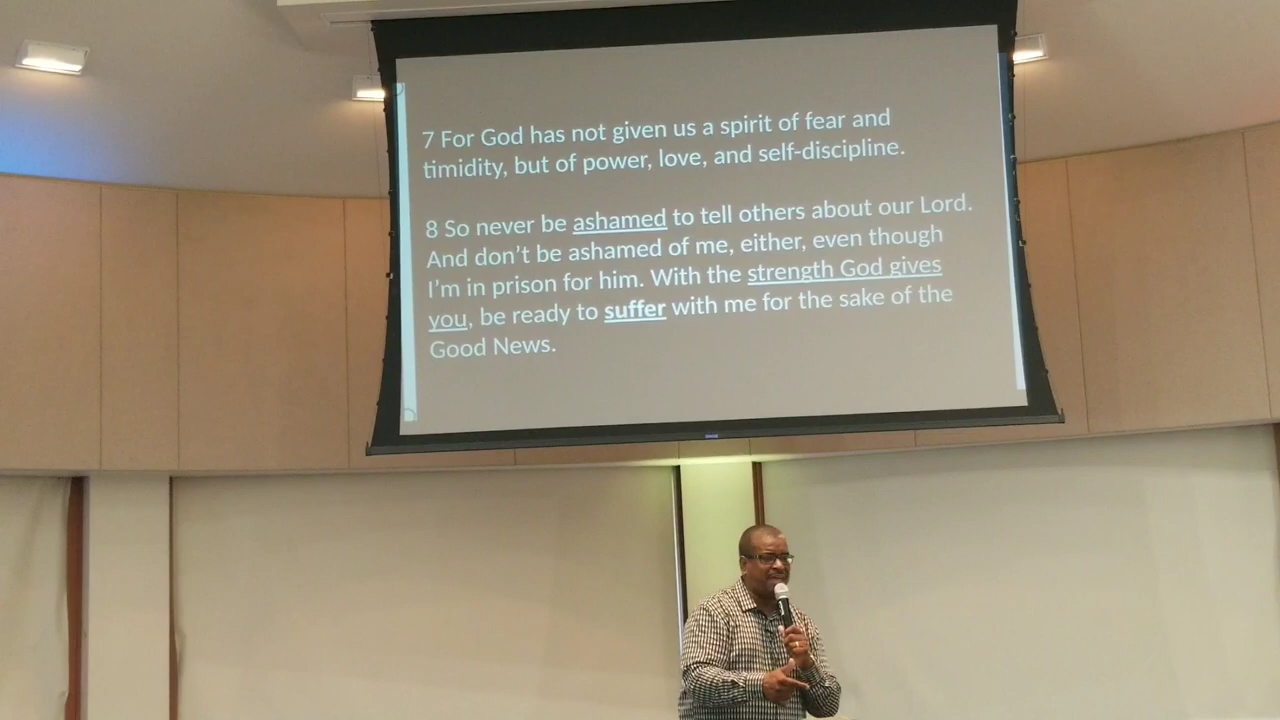 7 For God has not given us a spirit of fear and
timidity, but of power, love, and self-discipline.
8 So never be ashamed to tell others about our Lord.
And don’t be ashamed of me, either, even though
I’m in prison for him. With the strength God gives
you, be ready to suffer with me for the sake of the
Good News.